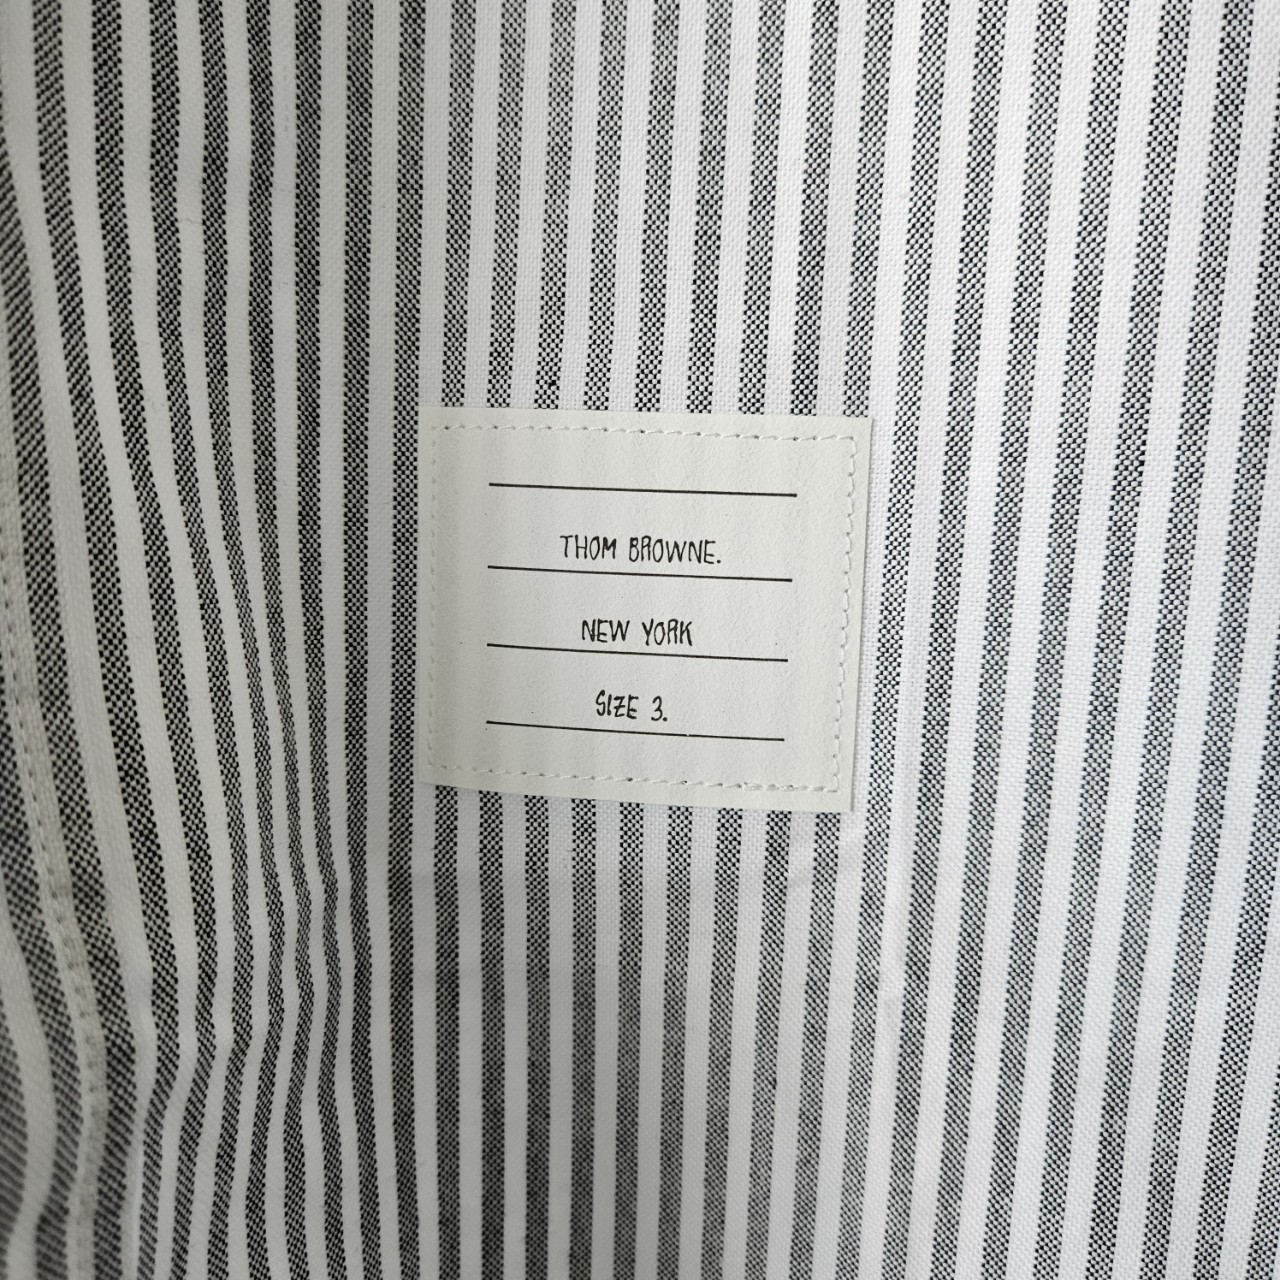 THOM BROWNE.
NEW YORK
SIZE 3.